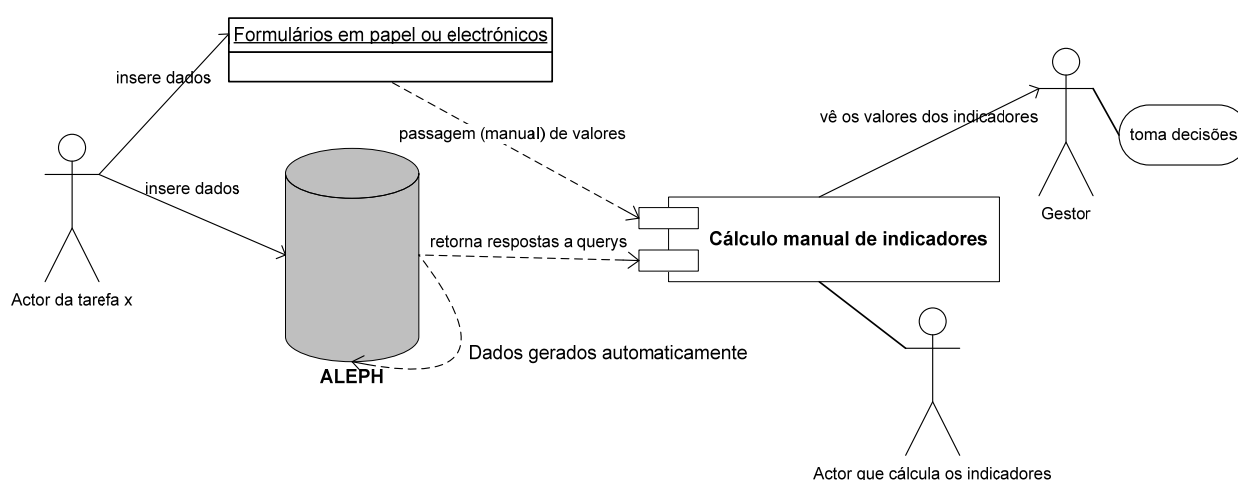 Formulários em papel ou electrónicos
insere dados
passagem (manual) de valores
vê os valores dos indicadores
toma decisões
insere dados
Gestor
retorna respostas a querys
Cálculo manual de indicadores
Actor da tarefa x
Dados gerados automaticamente
ALEPH
Actor que cálcula os indicadores